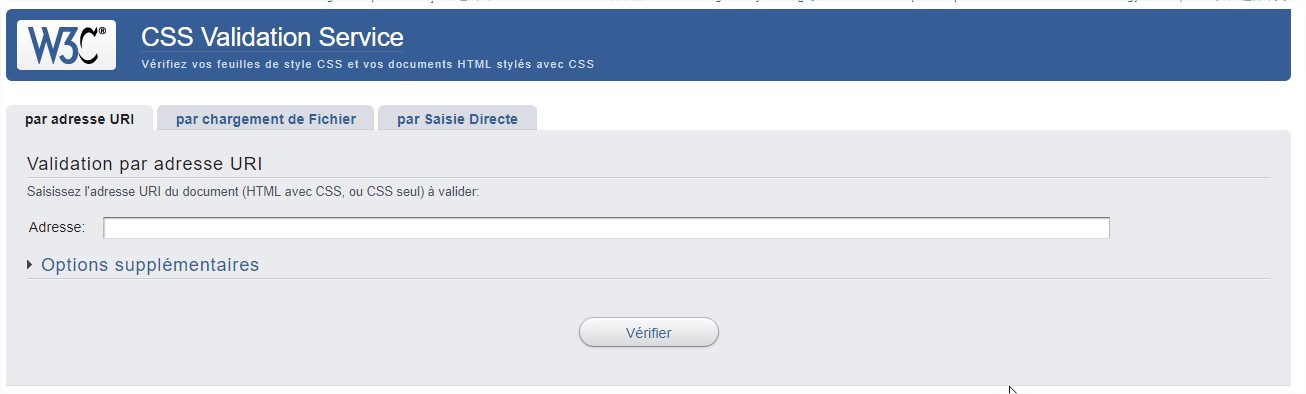 W3C®
CSS Validation Service
Vérifiez vos feuilles de style CSS et vos documents HTML stylés avec CSS
par adresse URI par chargement de Fichier par Saisie Directe
Validation par adresse URI
Saisissez l'adresse URI du document (HTML avec CSS, ou CSS seul) à valider:
Adresse:
Options supplémentaires
Vérifier